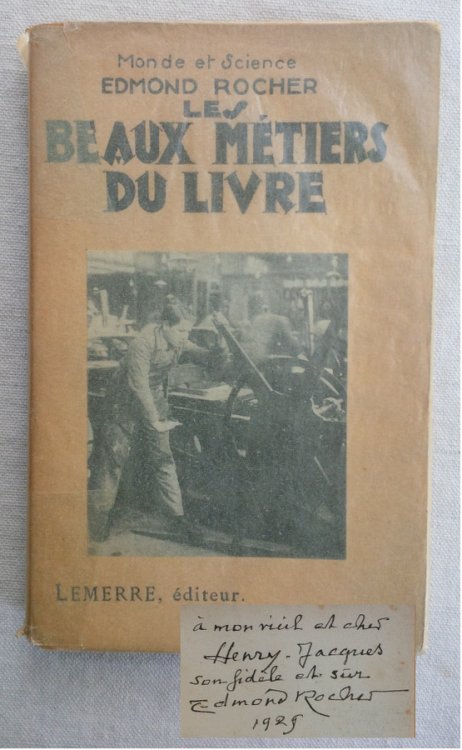 Monde et Science
EDMOND ROCHER
LES
BEAUX MÉTIERS
DU LIVRE
LEMERRE, éditeur.
à mon vieil et cher
Henry-Jacques
son fidèle et sûr
Edmond Rocher
1929